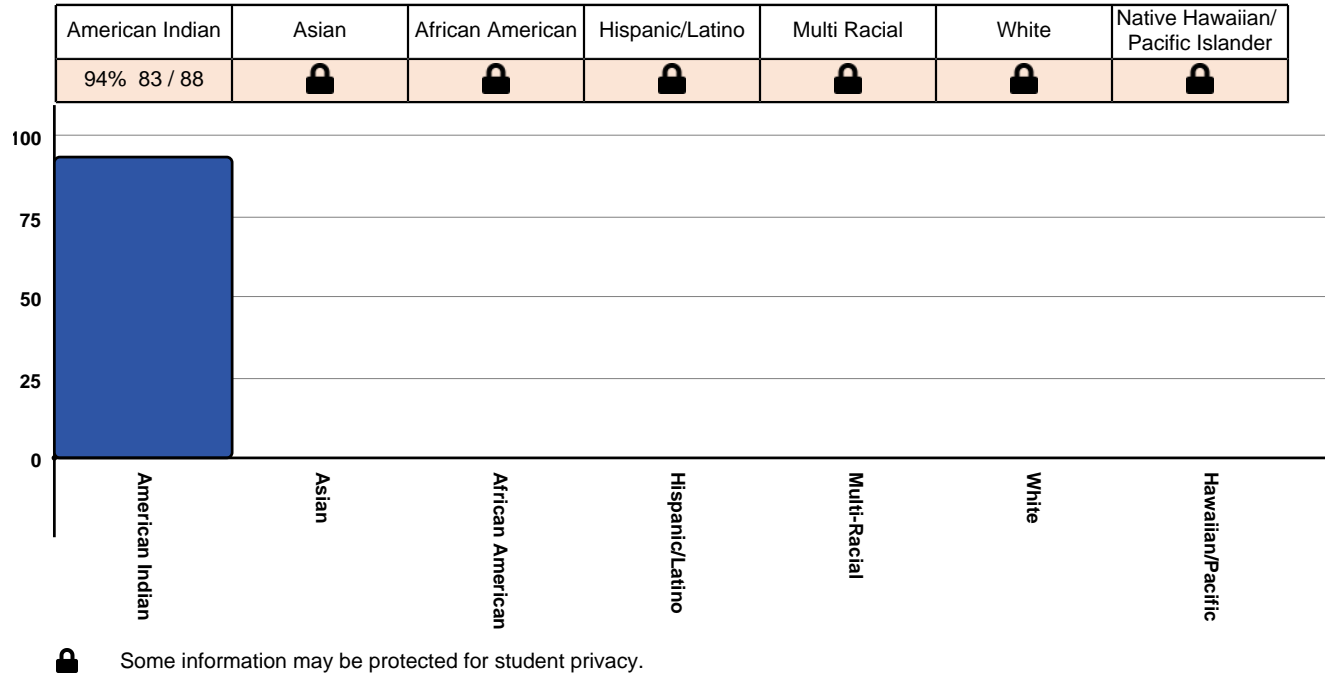 American Indian Asian African American Hispanic/Latino Multi Racial White Native Hawaiian/
Pacific Islander
94% 83 / 88
100
75
50
25
0
American Indian
Asian
African American
Hispanic/Latino
Multi-Racial
White
Hawaiian/Pacific
Some information may be protected for student privacy.